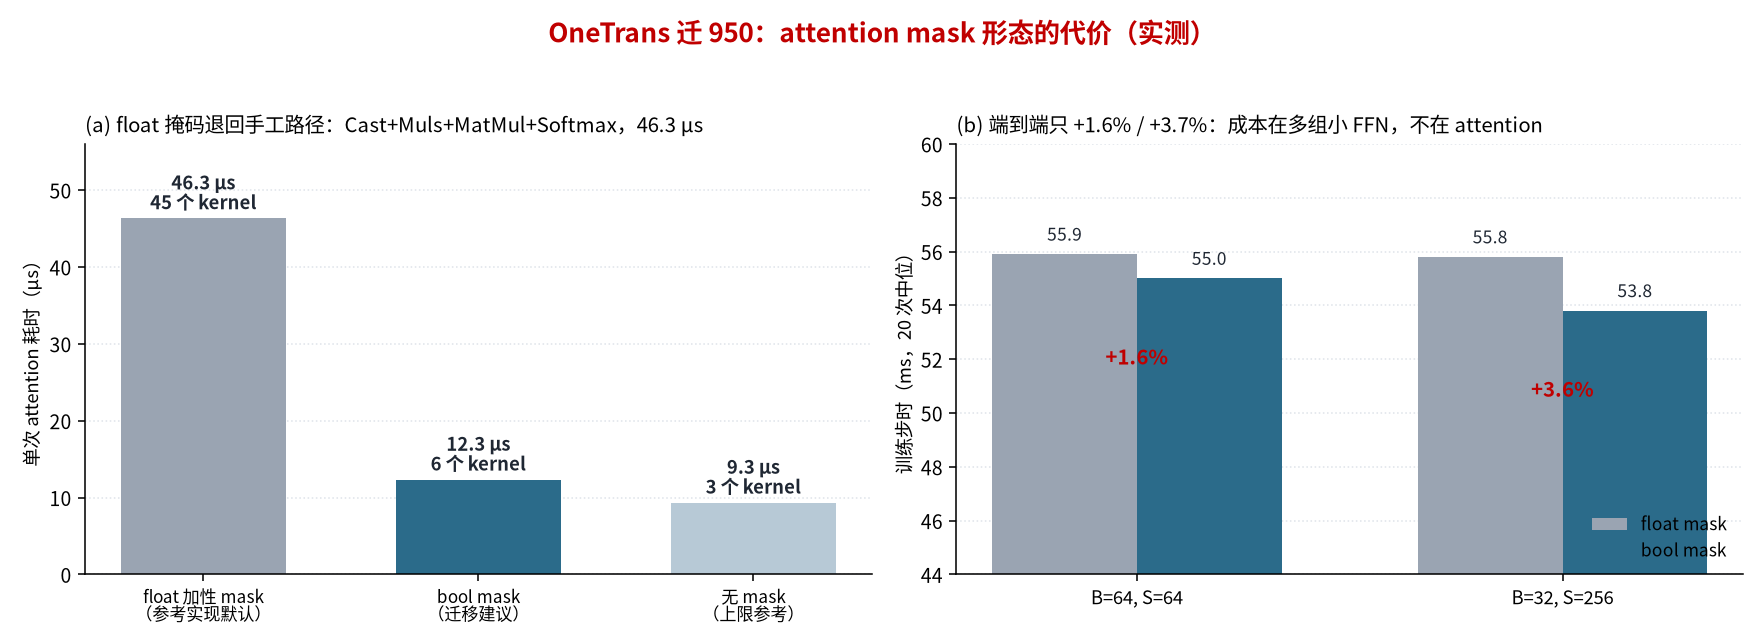 OneTrans 迁 950：attention mask 形态的代价（实测）
(a) float 掩码退回手工路径：Cast+Muls+MatMul+Softmax，46.3 µs
单次 attention 耗时（µs）
50
40
30
20
10
0
46.3 µs
45 个 kernel
12.3 µs
6 个 kernel
9.3 µs
3 个 kernel
float 加性 mask
（参考实现默认）
bool mask
（迁移建议）
无 mask
（上限参考）
(b) 端到端只 +1.6% / +3.7%：成本在多组小 FFN，不在 attention
训练步时（ms，20 次中位）
60
58
56
54
52
50
48
46
44
55.9
55.0
+1.6%
55.8
53.8
+3.6%
float mask
bool mask
B=64, S=64
B=32, S=256